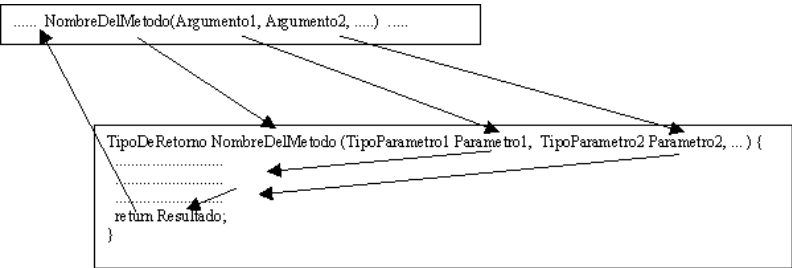 ...... NombreDelMetodo(Argumento1, Argumento2, ....) .....
TipoDeRetorno NombreDelMetodo (TipoParametro1 Parametro1, TipoParametro2 Parametro2, ... ) {
...........................
...........................
...........................
return Resultado;
}